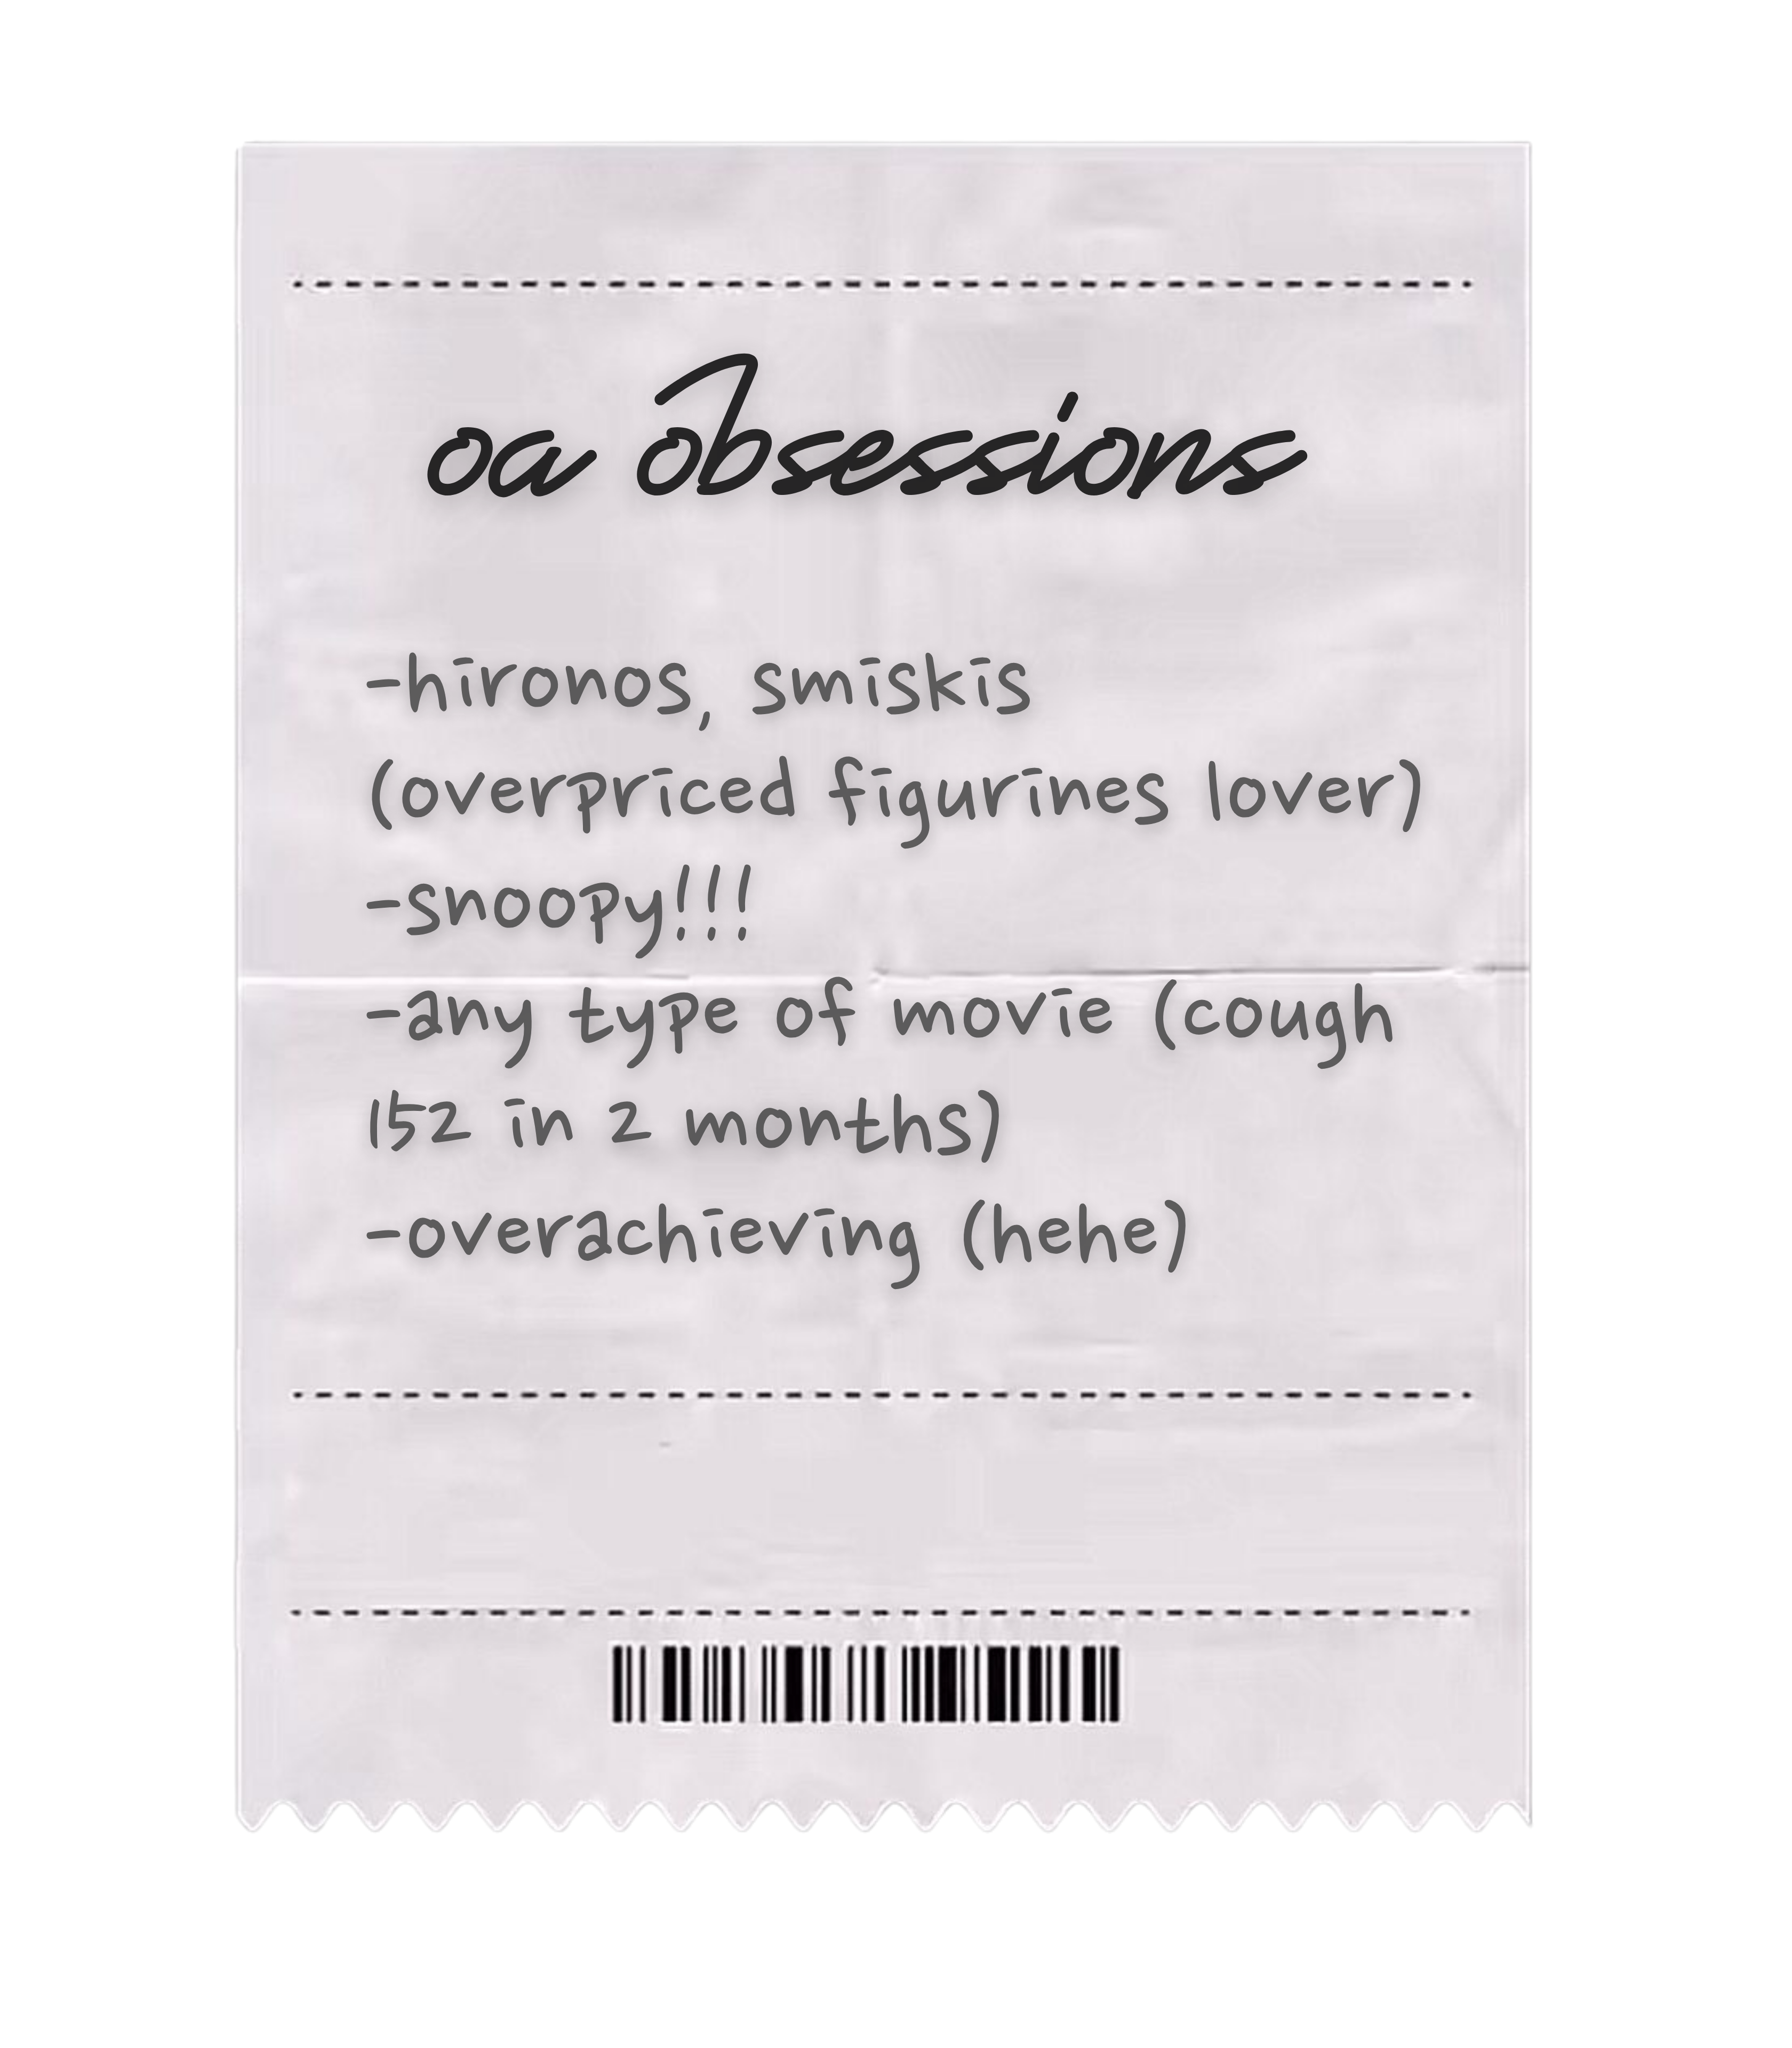 oa obsessions
-hironos, smiskis
(overpriced figurines lover)
-snoopy!!!
-any type of movie (cough
152 in 2 months)
-overachieving (hehe)